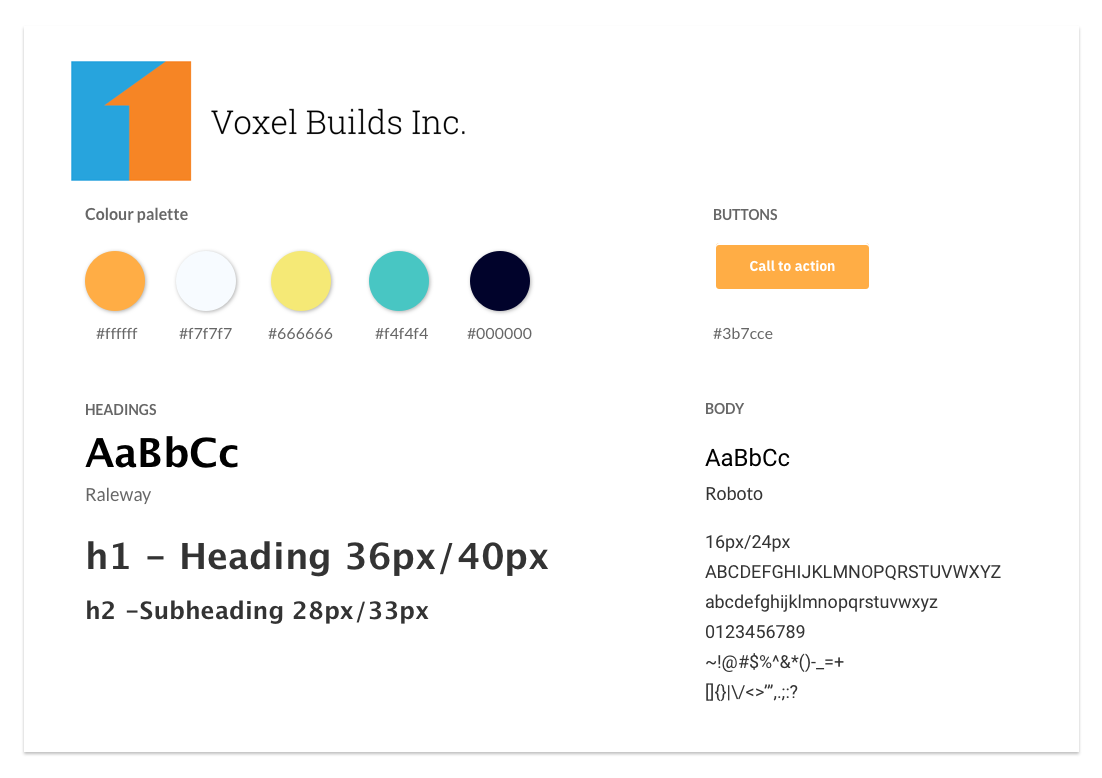 Voxel Builds Inc.
Colour palette
#ffffff #f7f7f7 #666666 #f4f4f4 #000000
BUTTONS
Call to action
#3b7cce
HEADINGS
AaBbCc
Raleway
h1 – Heading 36px/40px
h2 –Subheading 28px/33px
BODY
AaBbCc
Roboto
16px/24px
ABCDEFGHIJKLMNOPQRSTUVWXYZ
abcdefghijklmnopqrstuvwxyz
0123456789
~!@#$%^&*()-_=+
[]{}|\/<>’”,.;:?